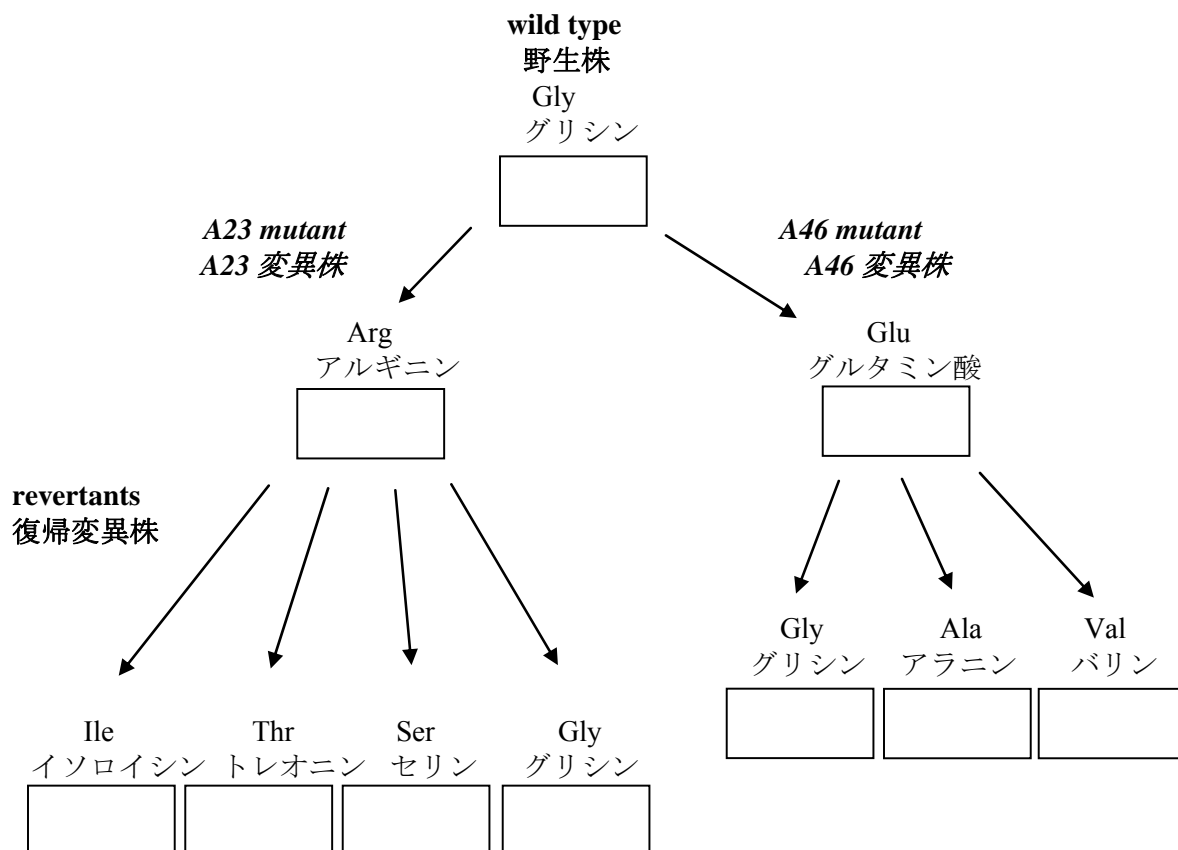 wild type
野生株
Gly
グリシン
A23 mutant
A23 変異株
A46 mutant
A46 変異株
Arg
アルギニン
Glu
グルタミン酸
revertants
復帰変異株
Gly
グリシン
Ala
アラニン
Val
バリン
Ile
イソロイシン
Thr
トレオニン
Ser
セリン
Gly
グリシン